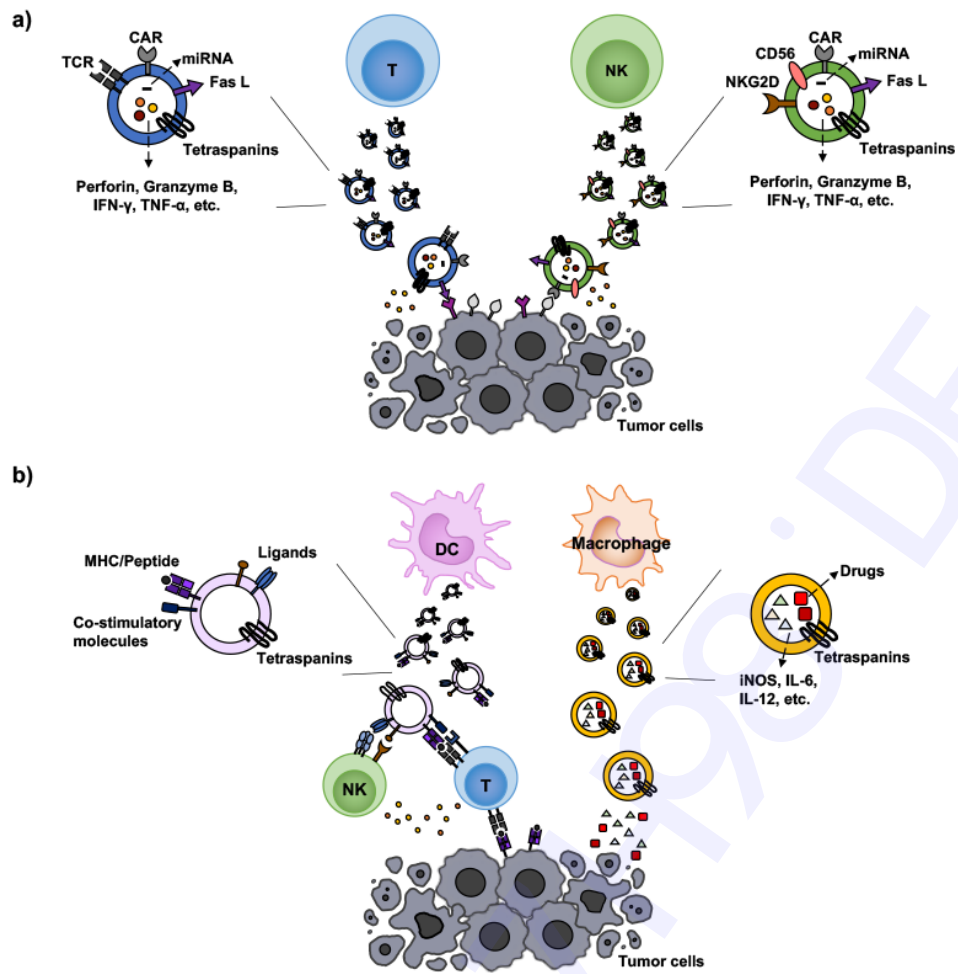 a)
CAR
TCR
miRNA
Fas L
Tetraspanins
Perforin, Granzyme B,
IFN-γ, TNF-α, etc.
T
NK
CAR
CD56
miRNA
NKG2D
Fas L
Tetraspanins
Perforin, Granzyme B,
IFN-γ, TNF-α, etc.
Tumor cells
b)
MHC/Peptide
Ligands
Co-stimulatory
molecules
Tetraspanins
DC
Macrophage
Drugs
Tetraspanins
iNOS, IL-6,
IL-12, etc.
NK
T
Tumor cells